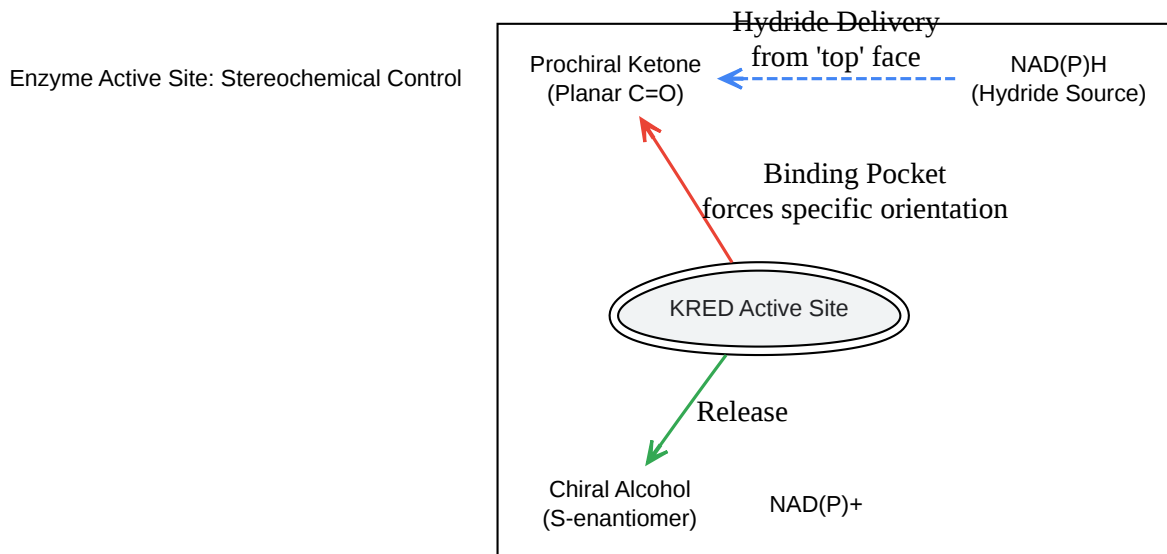 Enzyme Active Site: Stereochemical Control
Hydride Delivery
from 'top' face
Prochiral Ketone
(Planar C=O)
NAD(P)H
(Hydride Source)
Binding Pocket
forces specific orientation
KRED Active Site
Release
Chiral Alcohol
(S-enantiomer)
NAD(P)+